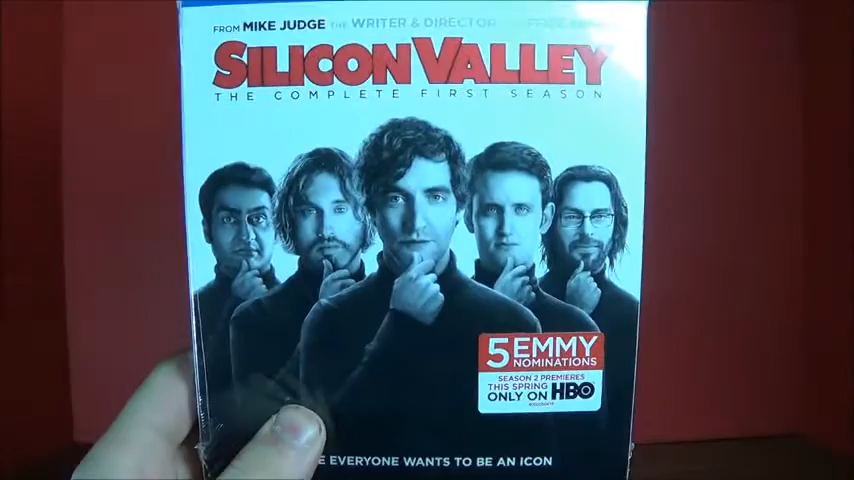 FROM MIKE JUDGE THE WRITER & DIRECTOR OFFICE
SILICON VALLEY
THE COMPLETE FIRST SEASON
5 EMMY
NOMINATIONS
SEASON 2 PREMIERES
THIS SPRING
ONLY ON HBO
EVERYONE WANTS TO BE AN ICON